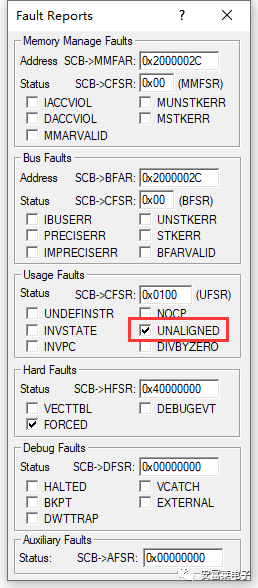 Fault Reports
Memory Manage Faults
Address SCB->MMFAR: 0x2000002C
Status SCB->CFSR: 0x00 (MMFSR)
IACCVIOL MUNSTKERR
DACCVIOL MSTKERR
MMARVALID
Bus Faults
Address SCB->BFAR: 0x2000002C
Status SCB->CFSR: 0x00 (BFSR)
IBUSERR UNSTKERR
PRECISERR STKERR
IMPRECISERR BFARVALID
Usage Faults
Status SCB->CFSR: 0x0100 (UFSR)
UNDEFINSTR NOCP
INVSTATE UNALIGNED
INVPC DIVBYZERO
Hard Faults
Status SCB->HFSR: 0x40000000
VECTTBL DEBUGEVT
FORCED
Debug Faults
Status SCB->DFSR: 0x00000000
HALTED VCATCH
BKPT EXTERNAL
DWTTRAP
Auxiliary Faults
Status: SCB->AFSR: 0x00000000
安富莱电子